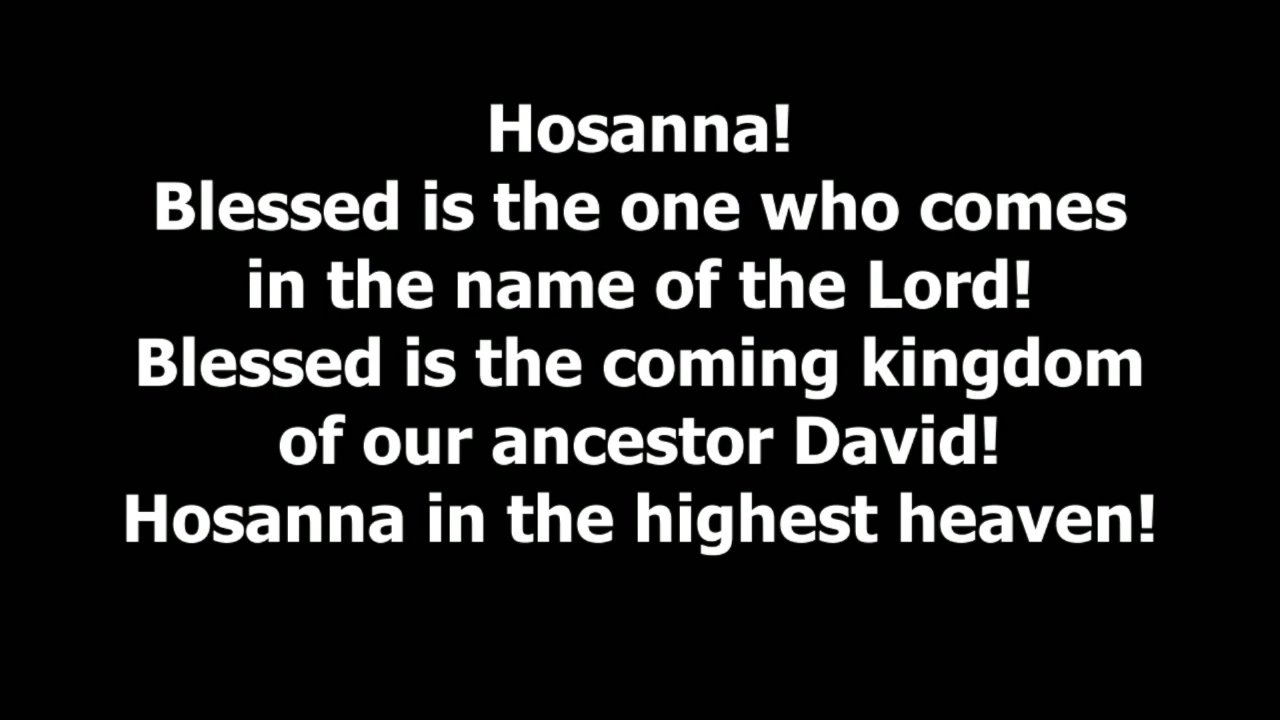 Hosanna!
Blessed is the one who comes
in the name of the Lord!
Blessed is the coming kingdom
of our ancestor David!
Hosanna in the highest heaven!